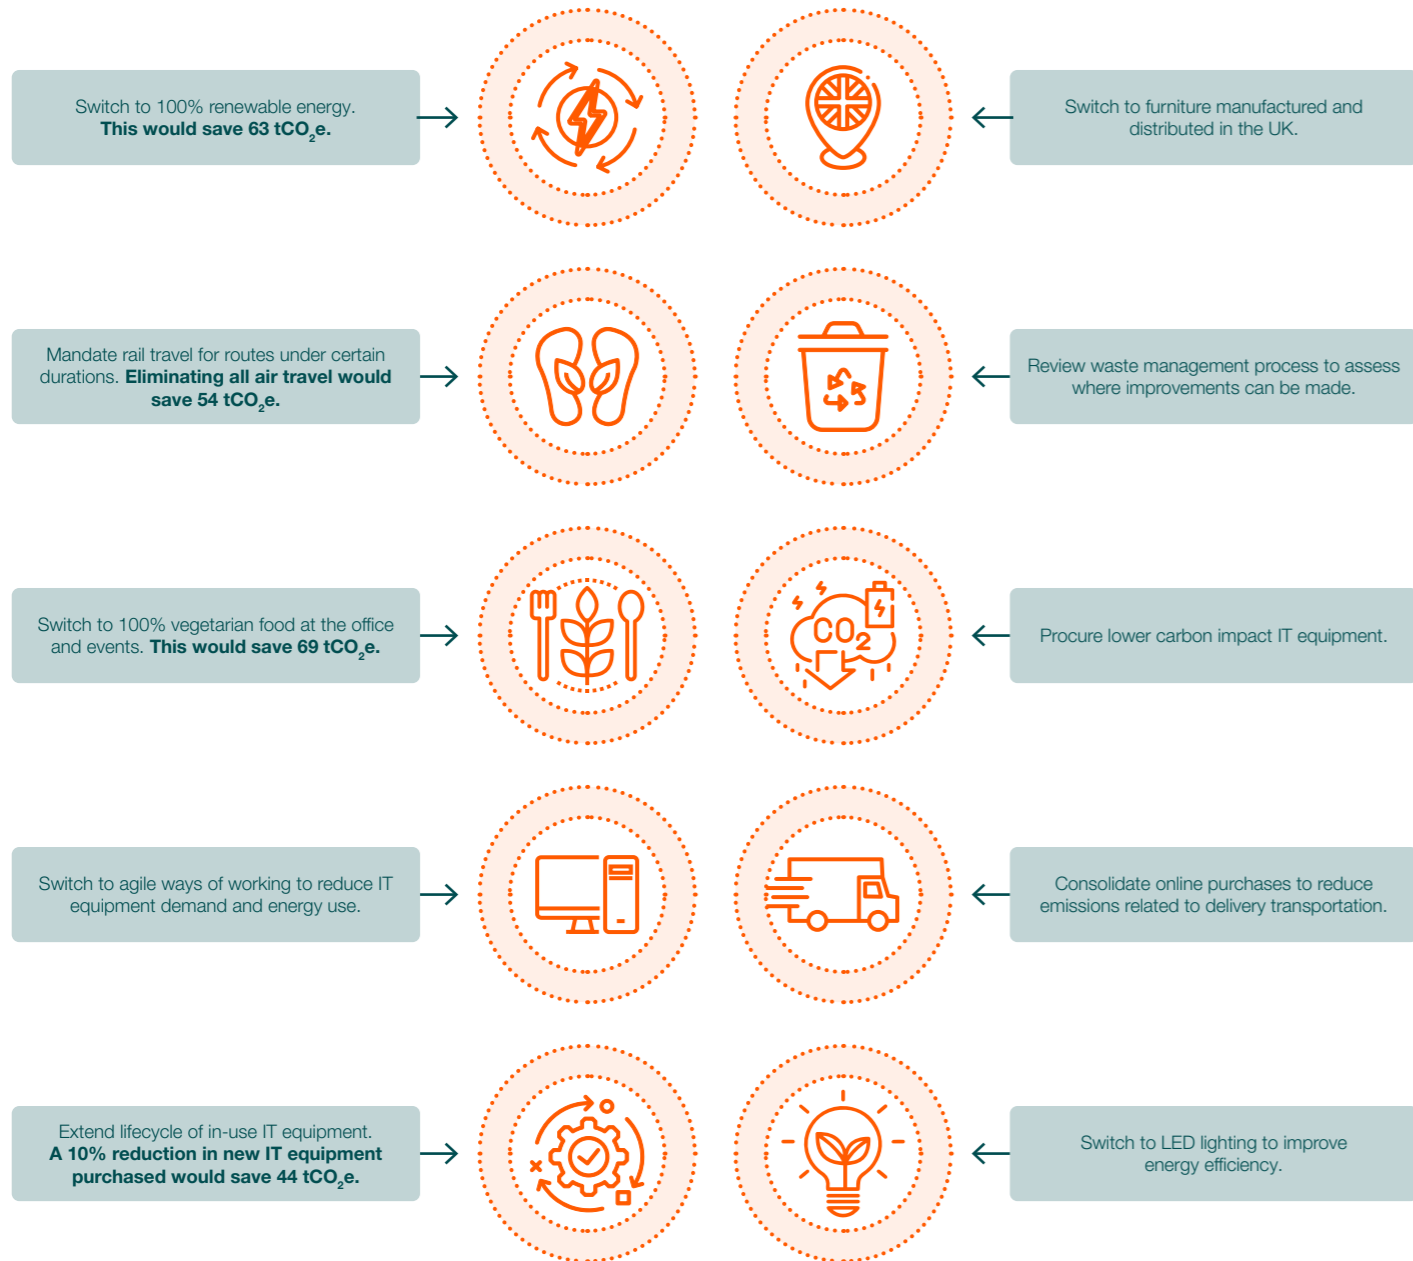 Switch to 100% renewable energy.
This would save 63 tCO₂e.
Switch to furniture manufactured and
distributed in the UK.
Mandate rail travel for routes under certain
durations. Eliminating all air travel would
save 54 tCO₂e.
Review waste management process to assess
where improvements can be made.
Switch to 100% vegetarian food at the office
and events. This would save 69 tCO₂e.
CO₂
Procure lower carbon impact IT equipment.
Switch to agile ways of working to reduce IT
equipment demand and energy use.
Consolidate online purchases to reduce
emissions related to delivery transportation.
Extend lifecycle of in-use IT equipment.
A 10% reduction in new IT equipment
purchased would save 44 tCO₂e.
Switch to LED lighting to improve
energy efficiency.